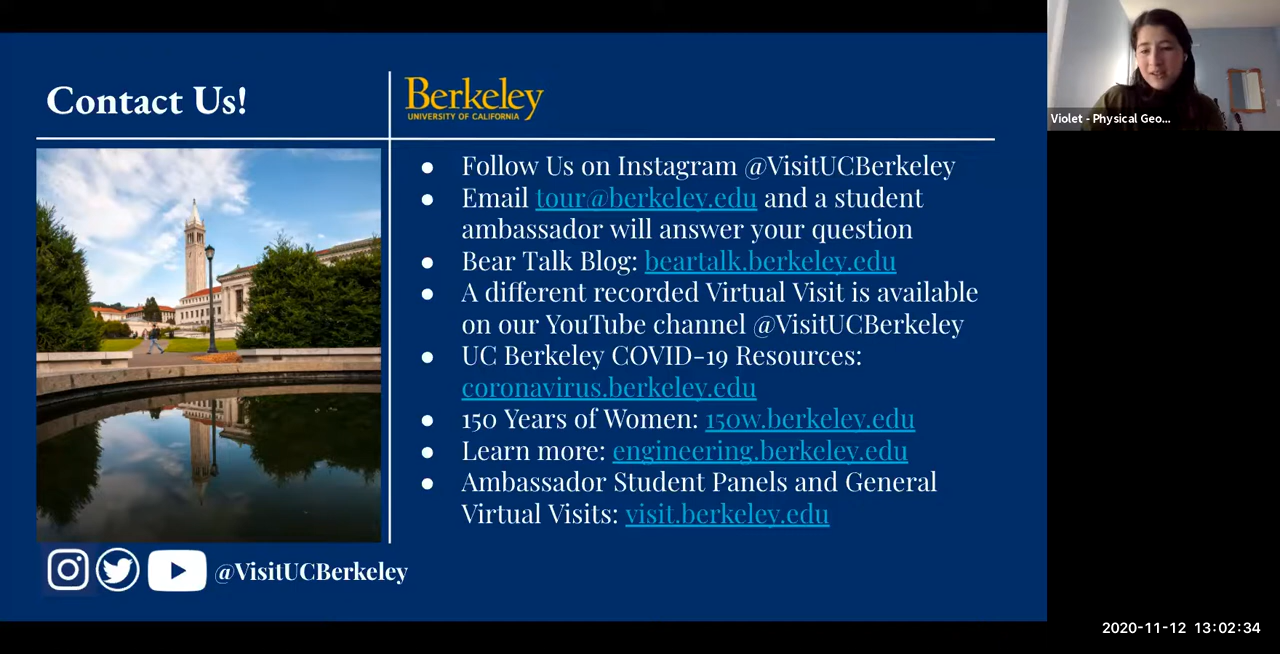 Contact Us!
Berkeley
UNIVERSITY OF CALIFORNIA
● Follow Us on Instagram @VisitUCBerkeley
● Email tour@berkeley.edu and a student
ambassador will answer your question
● Bear Talk Blog: beartalk.berkeley.edu
● A different recorded Virtual Visit is available
on our YouTube channel @VisitUCBerkeley
● UC Berkeley COVID-19 Resources:
coronavirus.berkeley.edu
● 150 Years of Women: 150w.berkeley.edu
● Learn more: engineering.berkeley.edu
● Ambassador Student Panels and General
Virtual Visits: visit.berkeley.edu
@VisitUCBerkeley
Violet - Physical Geo...
2020-11-12 13:02:34